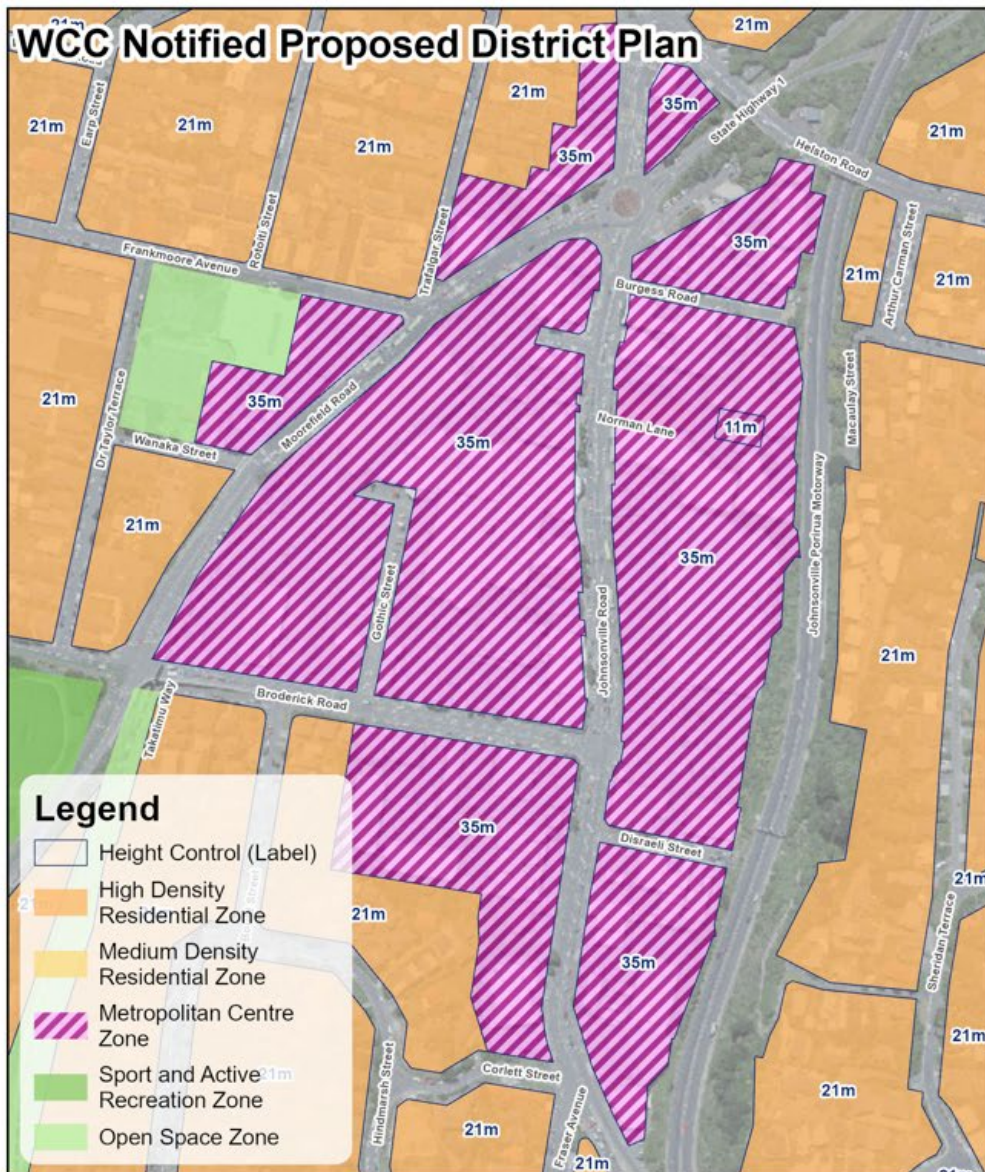 WCC Notified Proposed District Plan
21m
21m
35m
21m
21m
21m
35m
State Highway 1
Earp Street
21m
35m
Helston Road
Rotoiti Street
Trafalgar Street
Frankmoore Avenue
35m
Arthur Carman Street
21m
21m
Burgess Road
21m
35m
Moorefield Road
Dr Taylor Terrace
Wanaka Street
35m
Norman Lane
11m
Macaulay Street
21m
35m
Johnsonville Porirua Motorway
Gothic Street
Johnsonville Road
21m
Broderick Road
Takatimu Way
35m
Disraeli Street
21m
21m
Sheridan Terrace
35m
21m
21m
21m
Hindmarsh Street
Corlett Street
21m
Fraser Avenue
21m
Legend
Height Control (Label)
High Density
Residential Zone
Medium Density
Residential Zone
Metropolitan Centre
Zone
Sport and Active
Recreation Zone
Open Space Zone